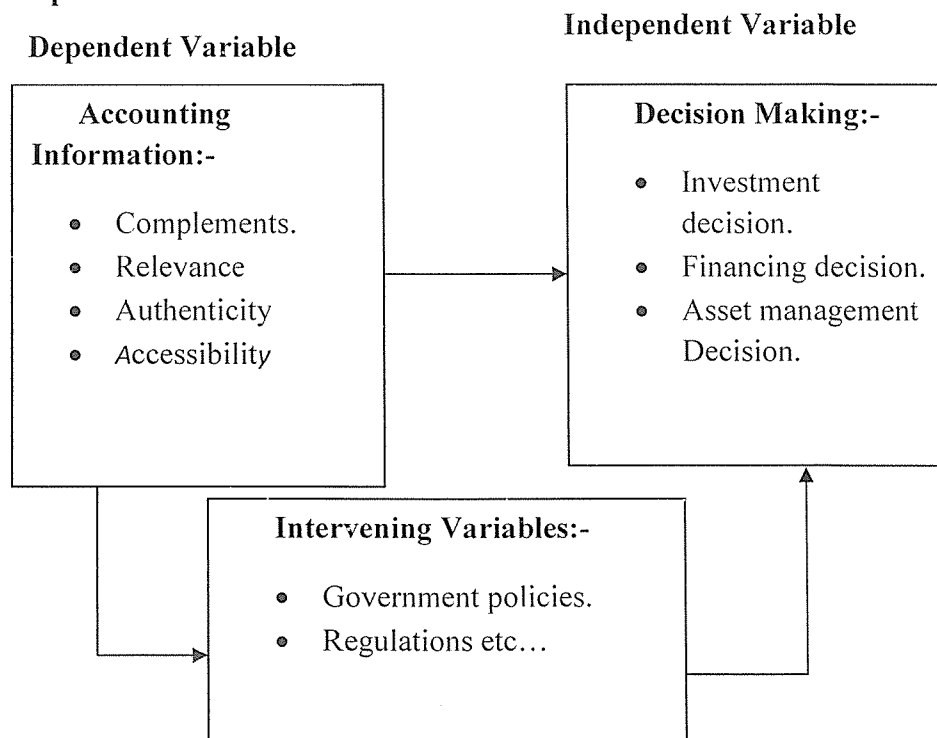 Dependent Variable
Independent Variable
Accounting
Information:-
• Complements.
• Relevance
• Authenticity
• Accessibility
Decision Making:-
• Investment
decision.
• Financing decision.
• Asset management
Decision.
Intervening Variables:-
• Government policies.
• Regulations etc...